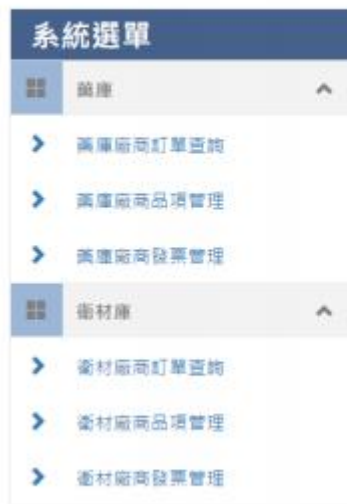 系統選單
藥庫
藥庫廠商訂單查詢
藥庫廠商品項管理
藥庫廠商發票管理
衛材庫
衛材廠商訂單查詢
衛材廠商品項管理
衛材廠商發票管理